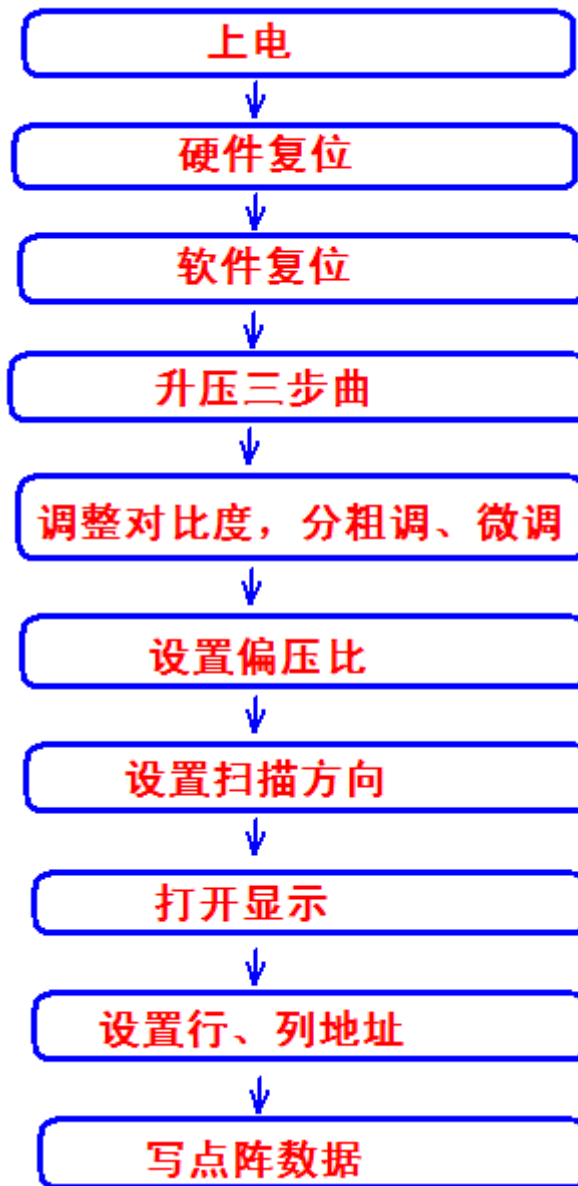 上电
硬件复位
软件复位
升压三步曲
调整对比度，分粗调、微调
设置偏压比
设置扫描方向
打开显示
设置行、列地址
写点阵数据